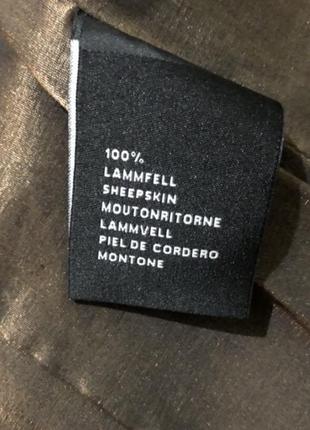 100%
LAMMFELL
SHEEPSKIN
MOUTONRITORNE
LAMMVELL
PIEL DE CORDERO
MONTONE